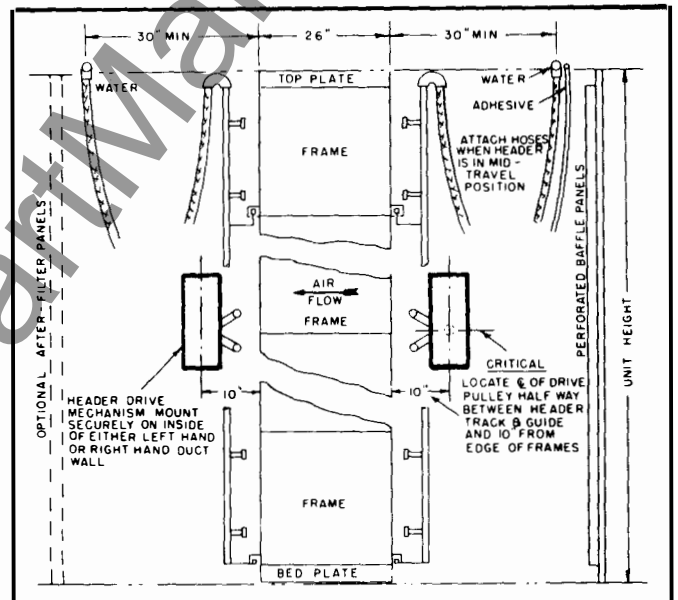 30" MIN
26"
30" MIN
TOP PLATE
WATER
WATER
ADHESIVE
FRAME
ATTACH HOSES
WHEN HEADER
IS IN MID-
TRAVEL
POSITION
OPTIONAL AFTER-FILTER PANELS
PERFORATED BAFFLE PANELS
UNIT HEIGHT
AIR
FLOW
FRAME
10"
10"
CRITICAL
LOCATE ℄ OF DRIVE
PULLEY HALF WAY
BETWEEN HEADER
TRACK & GUIDE
AND 10" FROM
EDGE OF FRAMES
HEADER DRIVE
MECHANISM MOUNT
SECURELY ON INSIDE
OF EITHER LEFT HAND
OR RIGHT HAND DUCT
WALL
FRAME
BED PLATE